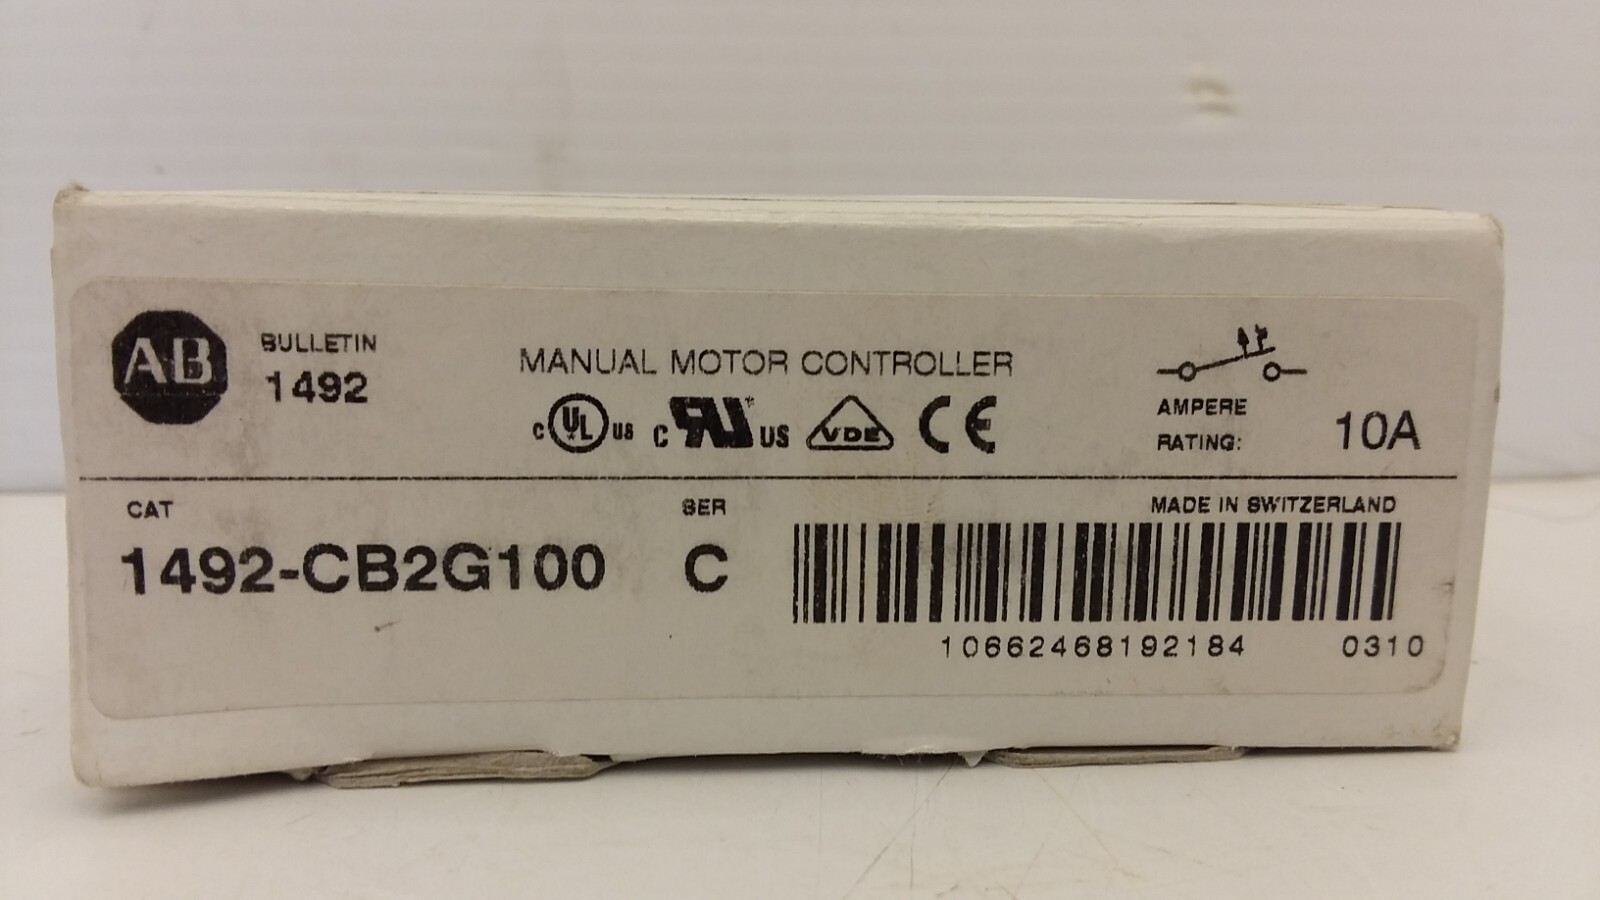 AB
BULLETIN
1492
MANUAL MOTOR CONTROLLER
c UL us c RU us VDE CE
AMPERE
RATING: 10A
CAT
1492-CB2G100
SER
C
MADE IN SWITZERLAND
10662468192184 0310